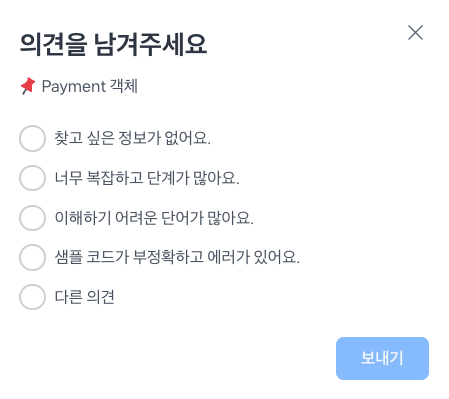 의견을 남겨주세요
📌 Payment 객체
찾고 싶은 정보가 없어요.
너무 복잡하고 단계가 많아요.
이해하기 어려운 단어가 많아요.
샘플 코드가 부정확하고 에러가 있어요.
다른 의견
보내기